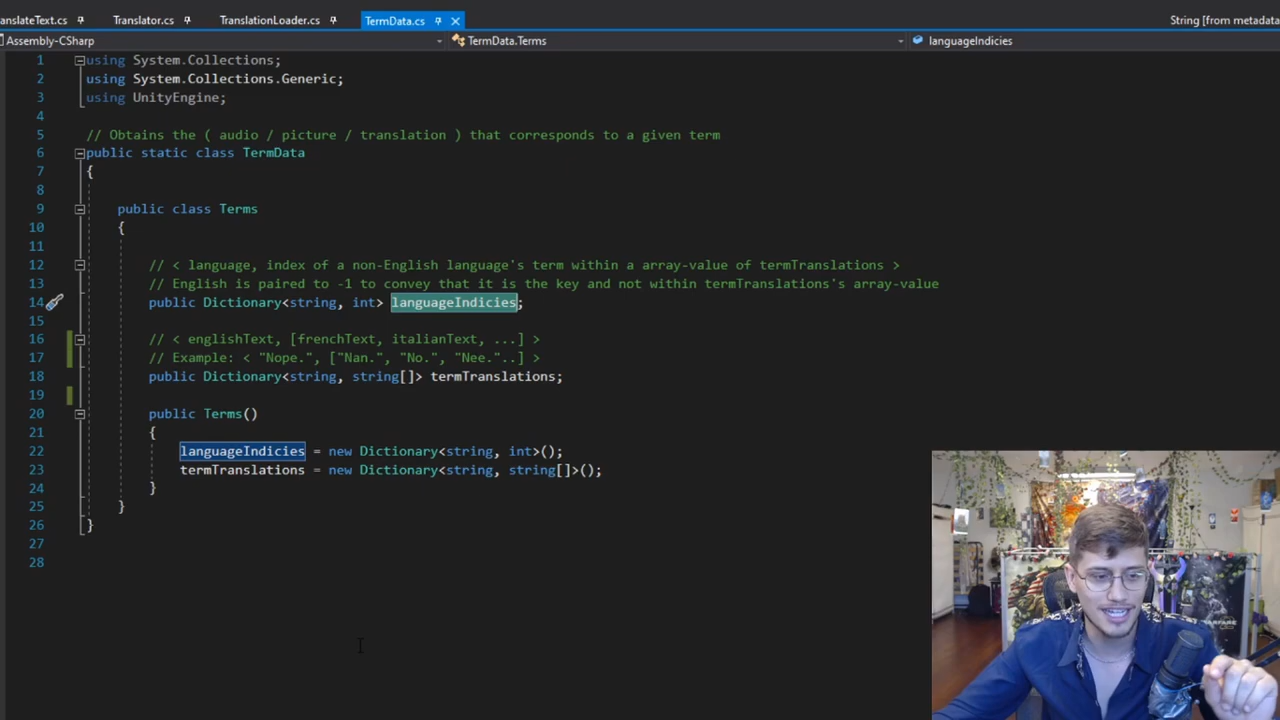 anslateText.cs Translator.cs TranslationLoader.cs TermData.cs String [from metadata
Assembly-CSharp TermData.Terms languageIndicies
1 using System.Collections;
2 using System.Collections.Generic;
3 using UnityEngine;
4
5 // Obtains the ( audio / picture / translation ) that corresponds to a given term
6 public static class TermData
7 {
8
9 public class Terms
10 {
11
12 // < language, index of a non-English language's term within a array-value of termTranslations >
13 // English is paired to -1 to convey that it is the key and not within termTranslations's array-value
14 public Dictionary<string, int> languageIndicies;
15
16 // < englishText, [frenchText, italianText, ...] >
17 // Example: < "Nope.", ["Nan.", "No.", "Nee."..] >
18 public Dictionary<string, string[]> termTranslations;
19
20 public Terms()
21 {
22 languageIndicies = new Dictionary<string, int>();
23 termTranslations = new Dictionary<string, string[]>();
24 }
25 }
26 }
27
28